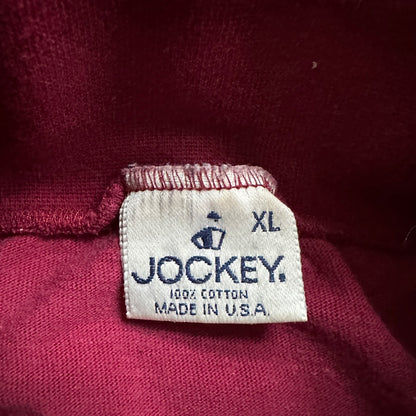 XL
JOCKEY.
100% COTTON
MADE IN U.S.A.